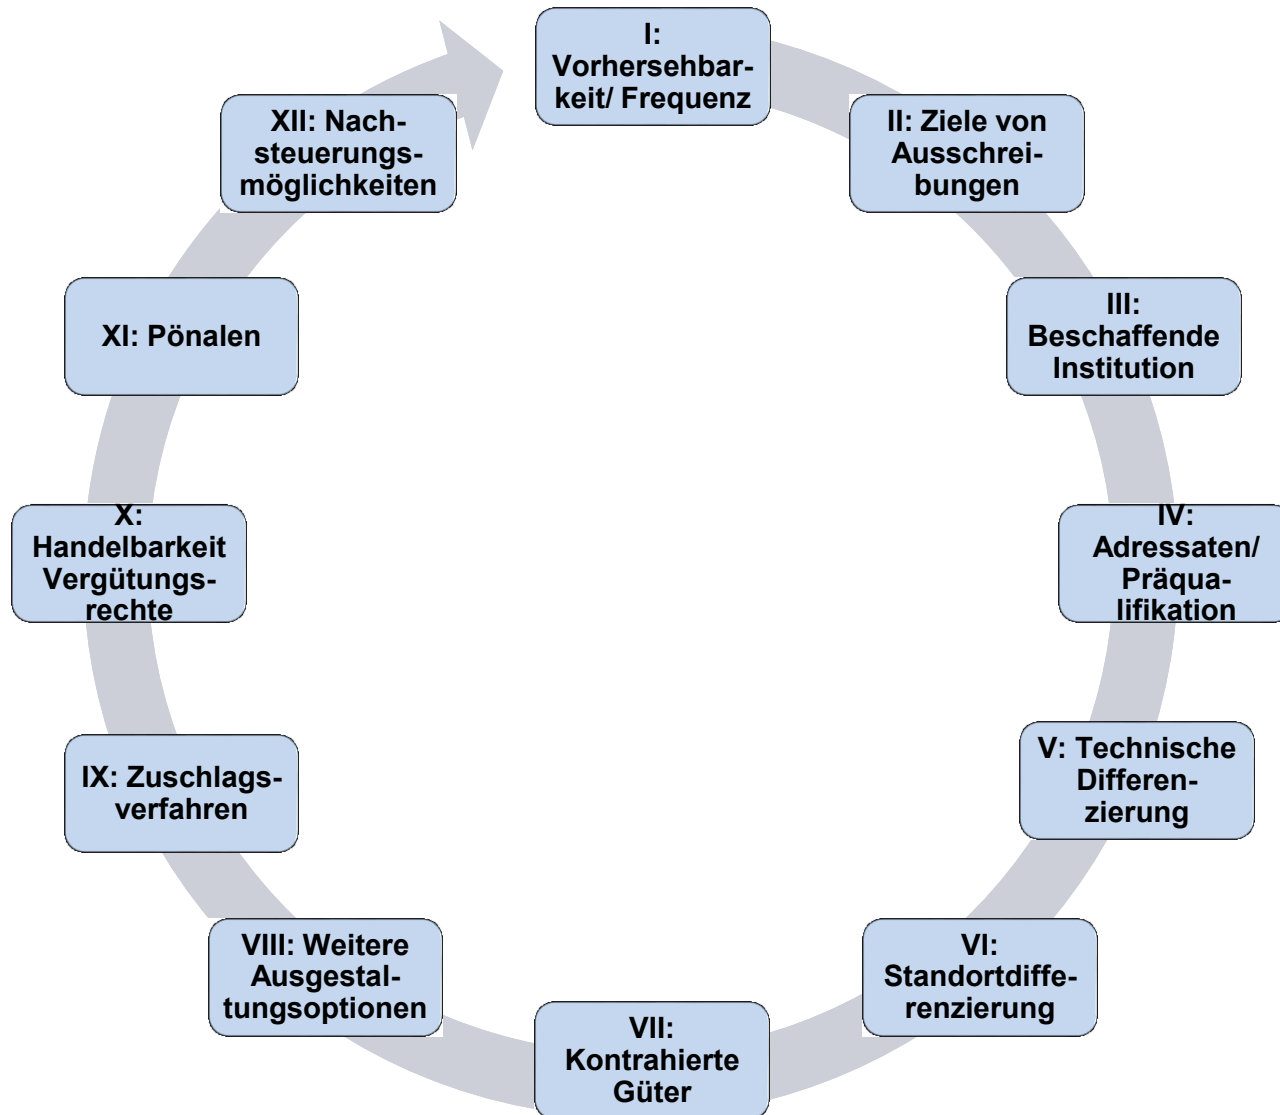 I:
Vorhersehbar-
keit/ Frequenz
II: Ziele von
Ausschrei-
bungen
III:
Beschaffende
Institution
IV:
Adressaten/
Präqua-
lifikation
V: Technische
Differen-
zierung
VI:
Standortdiffe-
renzierung
VII:
Kontrahierte
Güter
VIII: Weitere
Ausgestal-
tungsoptionen
IX: Zuschlags-
verfahren
X:
Handelbarkeit
Vergütungs-
rechte
XI: Pönalen
XII: Nach-
steuerungs-
möglichkeiten